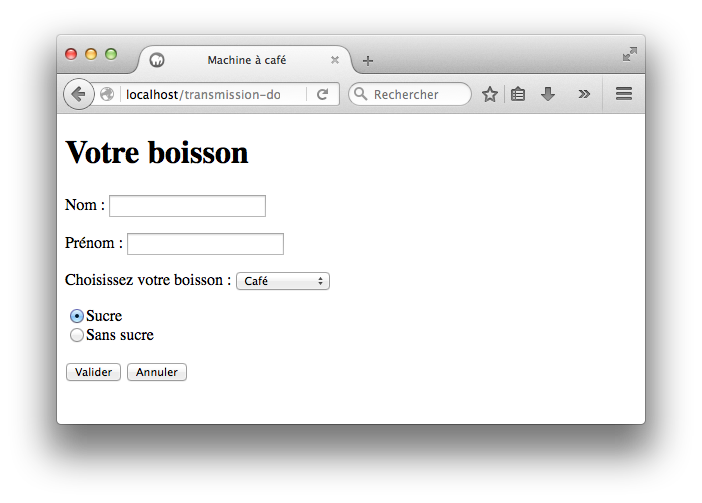 Machine à café
localhost/transmission-do
Rechercher
Votre boisson
Nom :
Prénom :
Choisissez votre boisson : Café
Sucre
Sans sucre
Valider Annuler